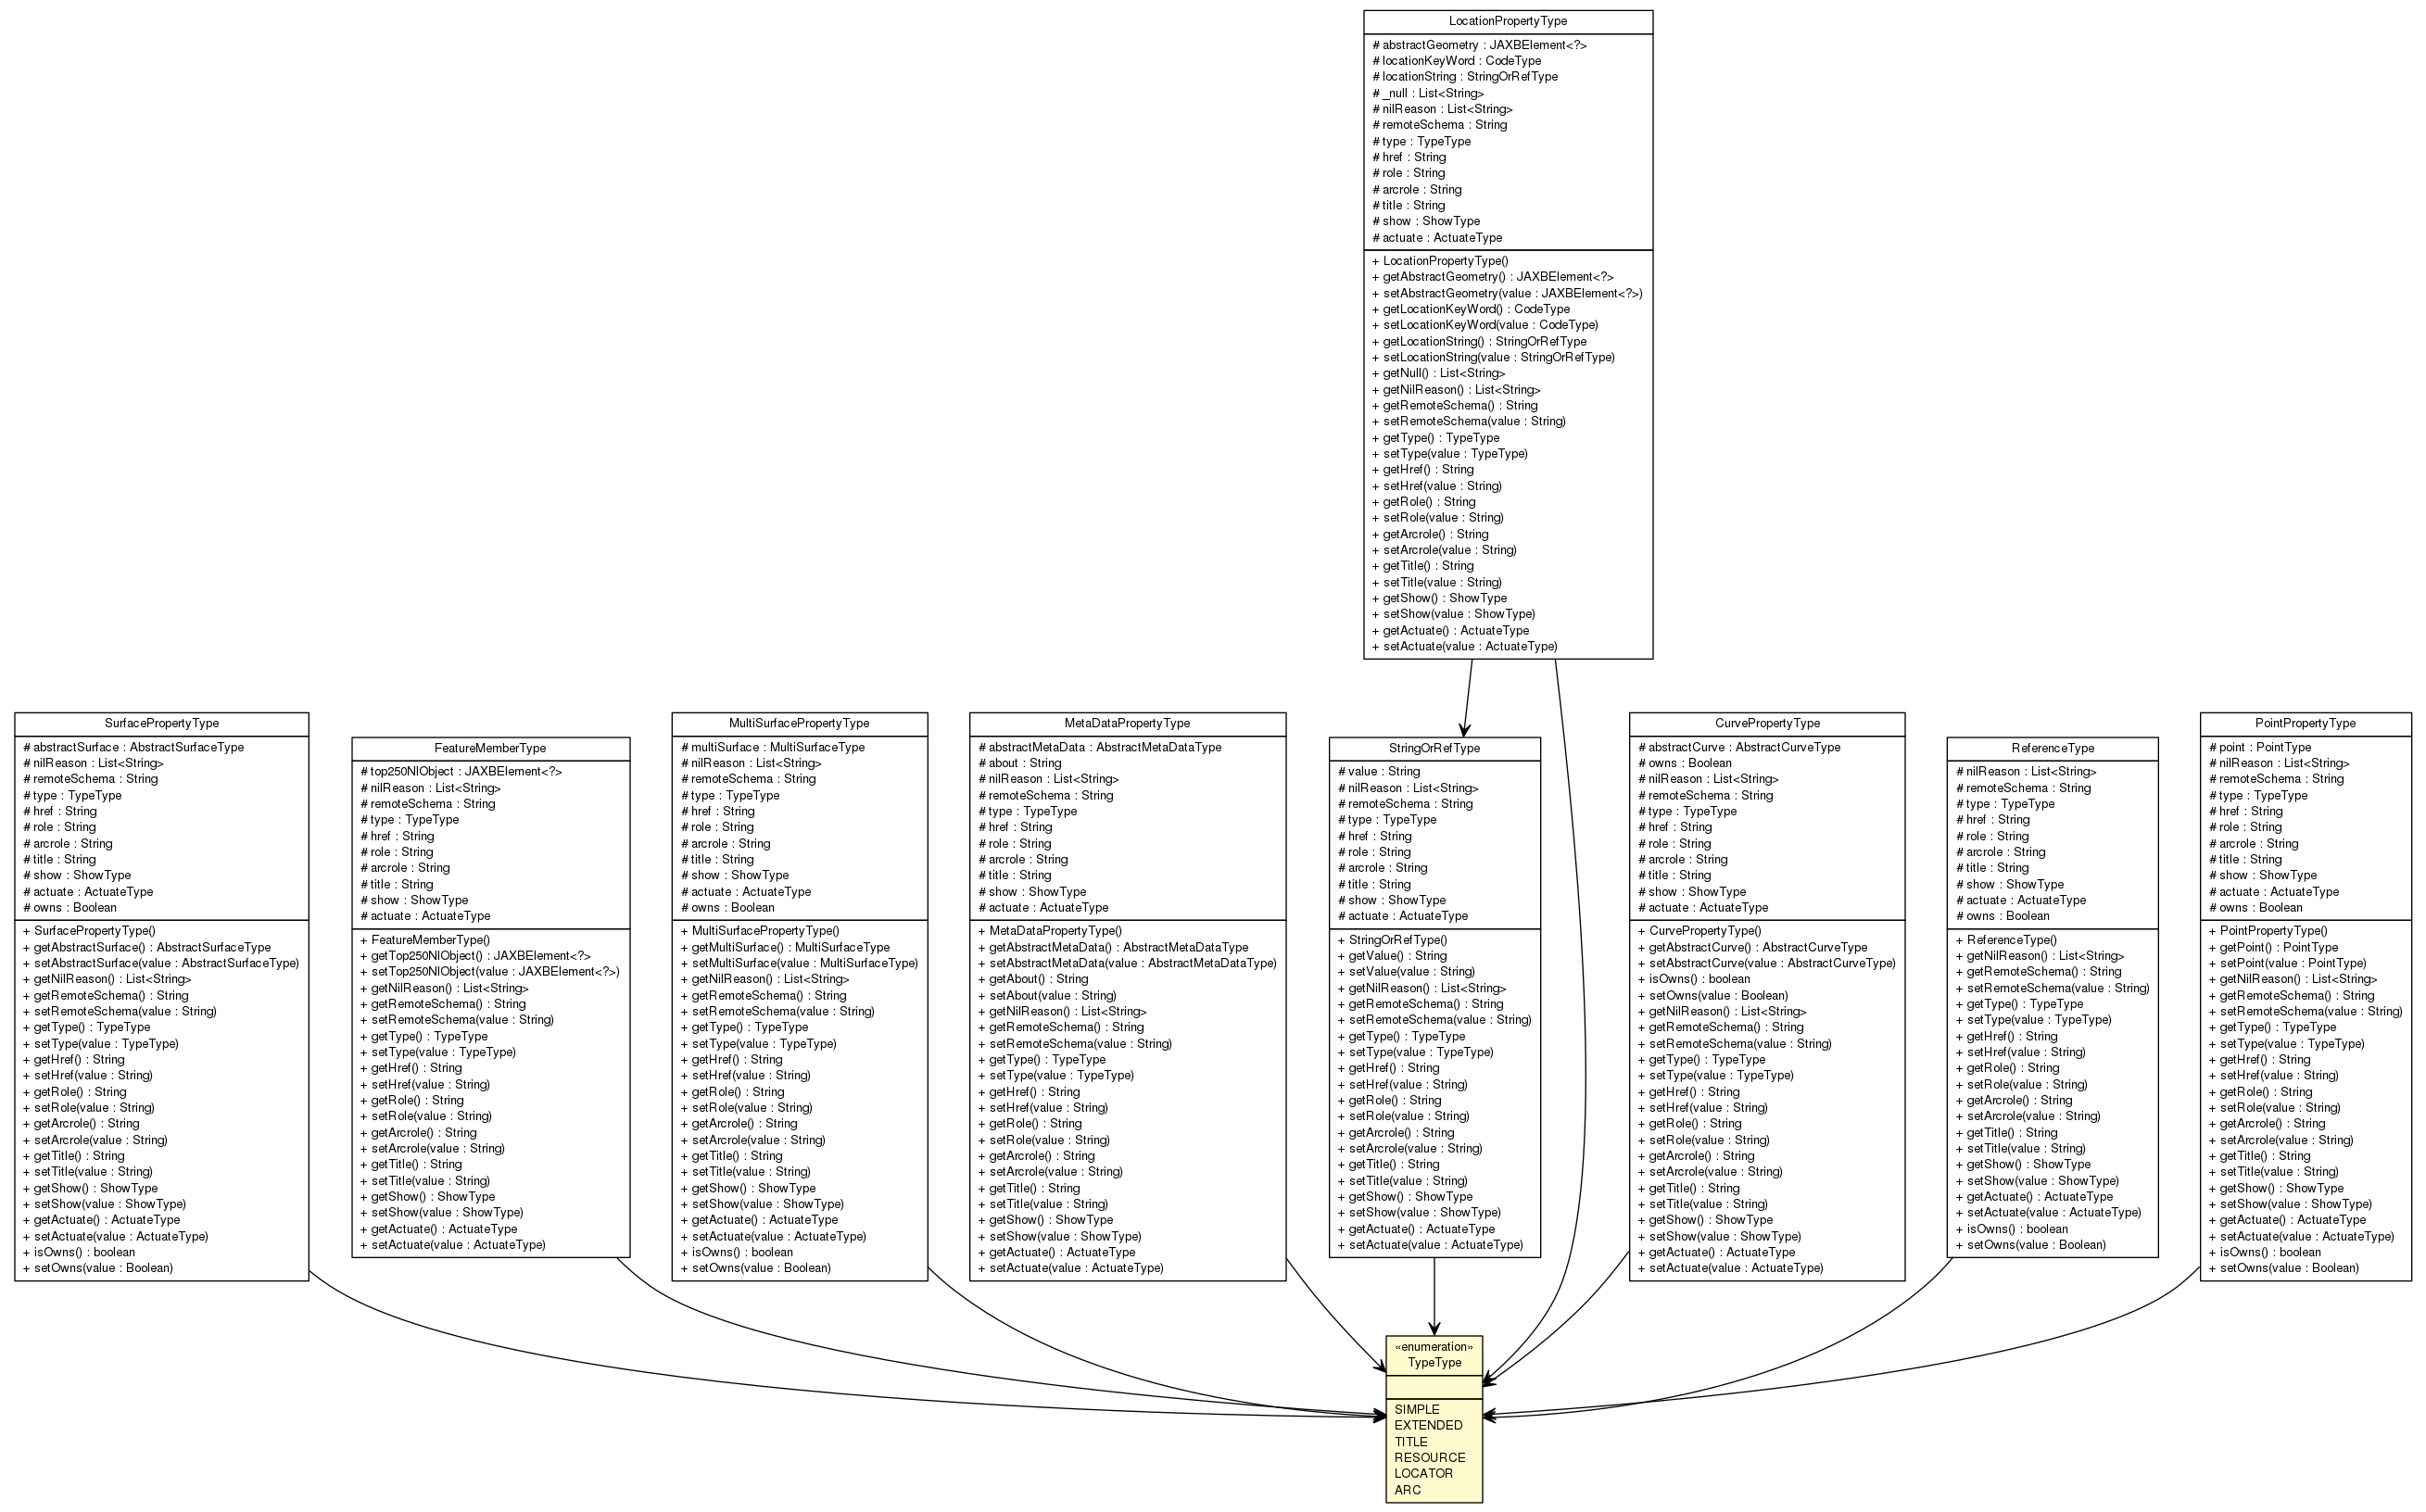 LocationPropertyType
# abstractGeometry : JAXBElement<?>
# locationKeyWord : CodeType
# locationString : StringOrRefType
# _null : List<String>
# nilReason : List<String>
# remoteSchema : String
# type : TypeType
# href : String
# role : String
# arcrole : String
# title : String
# show : ShowType
# actuate : ActuateType
+ LocationPropertyType()
+ getAbstractGeometry() : JAXBElement<?>
+ setAbstractGeometry(value : JAXBElement<?>)
+ getLocationKeyWord() : CodeType
+ setLocationKeyWord(value : CodeType)
+ getLocationString() : StringOrRefType
+ setLocationString(value : StringOrRefType)
+ getNull() : List<String>
+ getNilReason() : List<String>
+ getRemoteSchema() : String
+ setRemoteSchema(value : String)
+ getType() : TypeType
+ setType(value : TypeType)
+ getHref() : String
+ setHref(value : String)
+ getRole() : String
+ setRole(value : String)
+ getArcrole() : String
+ setArcrole(value : String)
+ getTitle() : String
+ setTitle(value : String)
+ getShow() : ShowType
+ setShow(value : ShowType)
+ getActuate() : ActuateType
+ setActuate(value : ActuateType)
SurfacePropertyType
# abstractSurface : AbstractSurfaceType
# nilReason : List<String>
# remoteSchema : String
# type : TypeType
# href : String
# role : String
# arcrole : String
# title : String
# show : ShowType
# actuate : ActuateType
# owns : Boolean
+ SurfacePropertyType()
+ getAbstractSurface() : AbstractSurfaceType
+ setAbstractSurface(value : AbstractSurfaceType)
+ getNilReason() : List<String>
+ getRemoteSchema() : String
+ setRemoteSchema(value : String)
+ getType() : TypeType
+ setType(value : TypeType)
+ getHref() : String
+ setHref(value : String)
+ getRole() : String
+ setRole(value : String)
+ getArcrole() : String
+ setArcrole(value : String)
+ getTitle() : String
+ setTitle(value : String)
+ getShow() : ShowType
+ setShow(value : ShowType)
+ getActuate() : ActuateType
+ setActuate(value : ActuateType)
+ isOwns() : boolean
+ setOwns(value : Boolean)
FeatureMemberType
# top250NlObject : JAXBElement<?>
# nilReason : List<String>
# remoteSchema : String
# type : TypeType
# href : String
# role : String
# arcrole : String
# title : String
# show : ShowType
# actuate : ActuateType
+ FeatureMemberType()
+ getTop250NlObject() : JAXBElement<?>
+ setTop250NlObject(value : JAXBElement<?>)
+ getNilReason() : List<String>
+ getRemoteSchema() : String
+ setRemoteSchema(value : String)
+ getType() : TypeType
+ setType(value : TypeType)
+ getHref() : String
+ setHref(value : String)
+ getRole() : String
+ setRole(value : String)
+ getArcrole() : String
+ setArcrole(value : String)
+ getTitle() : String
+ setTitle(value : String)
+ getShow() : ShowType
+ setShow(value : ShowType)
+ getActuate() : ActuateType
+ setActuate(value : ActuateType)
MultiSurfacePropertyType
# multiSurface : MultiSurfaceType
# nilReason : List<String>
# remoteSchema : String
# type : TypeType
# href : String
# role : String
# arcrole : String
# title : String
# show : ShowType
# actuate : ActuateType
# owns : Boolean
+ MultiSurfacePropertyType()
+ getMultiSurface() : MultiSurfaceType
+ setMultiSurface(value : MultiSurfaceType)
+ getNilReason() : List<String>
+ getRemoteSchema() : String
+ setRemoteSchema(value : String)
+ getType() : TypeType
+ setType(value : TypeType)
+ getHref() : String
+ setHref(value : String)
+ getRole() : String
+ setRole(value : String)
+ getArcrole() : String
+ setArcrole(value : String)
+ getTitle() : String
+ setTitle(value : String)
+ getShow() : ShowType
+ setShow(value : ShowType)
+ getActuate() : ActuateType
+ setActuate(value : ActuateType)
+ isOwns() : boolean
+ setOwns(value : Boolean)
MetaDataPropertyType
# abstractMetaData : AbstractMetaDataType
# about : String
# nilReason : List<String>
# remoteSchema : String
# type : TypeType
# href : String
# role : String
# arcrole : String
# title : String
# show : ShowType
# actuate : ActuateType
+ MetaDataPropertyType()
+ getAbstractMetaData() : AbstractMetaDataType
+ setAbstractMetaData(value : AbstractMetaDataType)
+ getAbout() : String
+ setAbout(value : String)
+ getNilReason() : List<String>
+ getRemoteSchema() : String
+ setRemoteSchema(value : String)
+ getType() : TypeType
+ setType(value : TypeType)
+ getHref() : String
+ setHref(value : String)
+ getRole() : String
+ setRole(value : String)
+ getArcrole() : String
+ setArcrole(value : String)
+ getTitle() : String
+ setTitle(value : String)
+ getShow() : ShowType
+ setShow(value : ShowType)
+ getActuate() : ActuateType
+ setActuate(value : ActuateType)
StringOrRefType
# value : String
# nilReason : List<String>
# remoteSchema : String
# type : TypeType
# href : String
# role : String
# arcrole : String
# title : String
# show : ShowType
# actuate : ActuateType
+ StringOrRefType()
+ getValue() : String
+ setValue(value : String)
+ getNilReason() : List<String>
+ getRemoteSchema() : String
+ setRemoteSchema(value : String)
+ getType() : TypeType
+ setType(value : TypeType)
+ getHref() : String
+ setHref(value : String)
+ getRole() : String
+ setRole(value : String)
+ getArcrole() : String
+ setArcrole(value : String)
+ getTitle() : String
+ setTitle(value : String)
+ getShow() : ShowType
+ setShow(value : ShowType)
+ getActuate() : ActuateType
+ setActuate(value : ActuateType)
CurvePropertyType
# abstractCurve : AbstractCurveType
# owns : Boolean
# nilReason : List<String>
# remoteSchema : String
# type : TypeType
# href : String
# role : String
# arcrole : String
# title : String
# show : ShowType
# actuate : ActuateType
+ CurvePropertyType()
+ getAbstractCurve() : AbstractCurveType
+ setAbstractCurve(value : AbstractCurveType)
+ isOwns() : boolean
+ setOwns(value : Boolean)
+ getNilReason() : List<String>
+ getRemoteSchema() : String
+ setRemoteSchema(value : String)
+ getType() : TypeType
+ setType(value : TypeType)
+ getHref() : String
+ setHref(value : String)
+ getRole() : String
+ setRole(value : String)
+ getArcrole() : String
+ setArcrole(value : String)
+ getTitle() : String
+ setTitle(value : String)
+ getShow() : ShowType
+ setShow(value : ShowType)
+ getActuate() : ActuateType
+ setActuate(value : ActuateType)
ReferenceType
# nilReason : List<String>
# remoteSchema : String
# type : TypeType
# href : String
# role : String
# arcrole : String
# title : String
# show : ShowType
# actuate : ActuateType
# owns : Boolean
+ ReferenceType()
+ getNilReason() : List<String>
+ getRemoteSchema() : String
+ setRemoteSchema(value : String)
+ getType() : TypeType
+ setType(value : TypeType)
+ getHref() : String
+ setHref(value : String)
+ getRole() : String
+ setRole(value : String)
+ getArcrole() : String
+ setArcrole(value : String)
+ getTitle() : String
+ setTitle(value : String)
+ getShow() : ShowType
+ setShow(value : ShowType)
+ getActuate() : ActuateType
+ setActuate(value : ActuateType)
+ isOwns() : boolean
+ setOwns(value : Boolean)
PointPropertyType
# point : PointType
# nilReason : List<String>
# remoteSchema : String
# type : TypeType
# href : String
# role : String
# arcrole : String
# title : String
# show : ShowType
# actuate : ActuateType
# owns : Boolean
+ PointPropertyType()
+ getPoint() : PointType
+ setPoint(value : PointType)
+ getNilReason() : List<String>
+ getRemoteSchema() : String
+ setRemoteSchema(value : String)
+ getType() : TypeType
+ setType(value : TypeType)
+ getHref() : String
+ setHref(value : String)
+ getRole() : String
+ setRole(value : String)
+ getArcrole() : String
+ setArcrole(value : String)
+ getTitle() : String
+ setTitle(value : String)
+ getShow() : ShowType
+ setShow(value : ShowType)
+ getActuate() : ActuateType
+ setActuate(value : ActuateType)
+ isOwns() : boolean
+ setOwns(value : Boolean)
«enumeration»
TypeType
SIMPLE
EXTENDED
TITLE
RESOURCE
LOCATOR
ARC